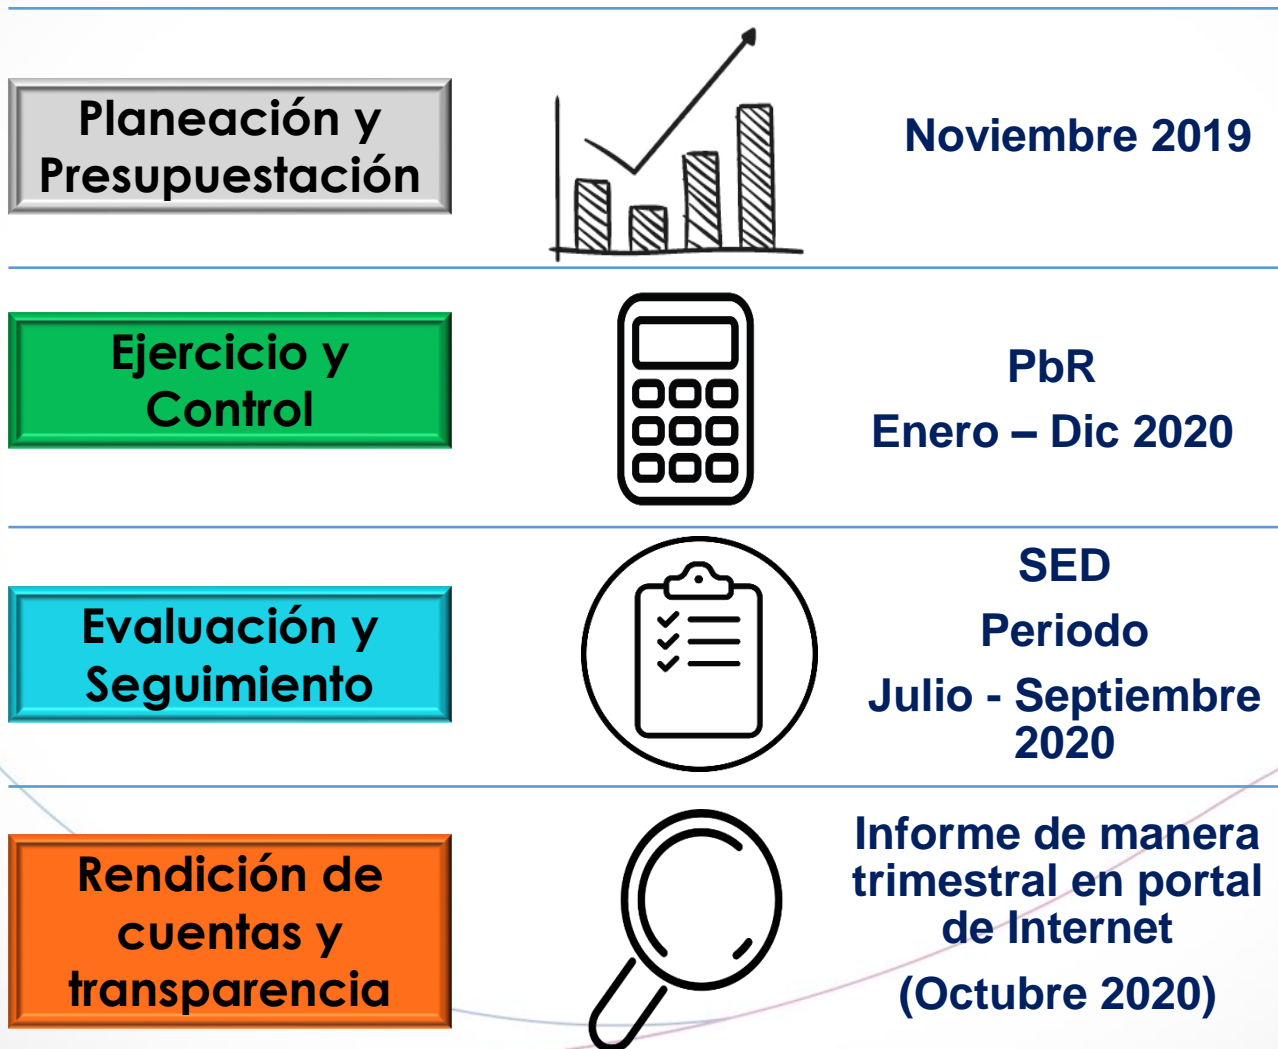 Planeación y
Presupuestación
Noviembre 2019
Ejercicio y
Control
PbR
Enero – Dic 2020
Evaluación y
Seguimiento
SED
Periodo
Julio - Septiembre
2020
Rendición de
cuentas y
transparencia
Informe de manera
trimestral en portal
de Internet
(Octubre 2020)